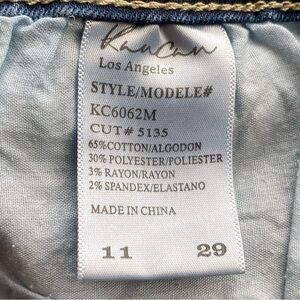 KanCan
Los Angeles
STYLE/MODELE#
KC6062M
CUT# 5135
65%COTTON/ALGODON
30% POLYESTER/POLIESTER
3% RAYON/RAYON
2% SPANDEX/ELASTANO
MADE IN CHINA
11 29